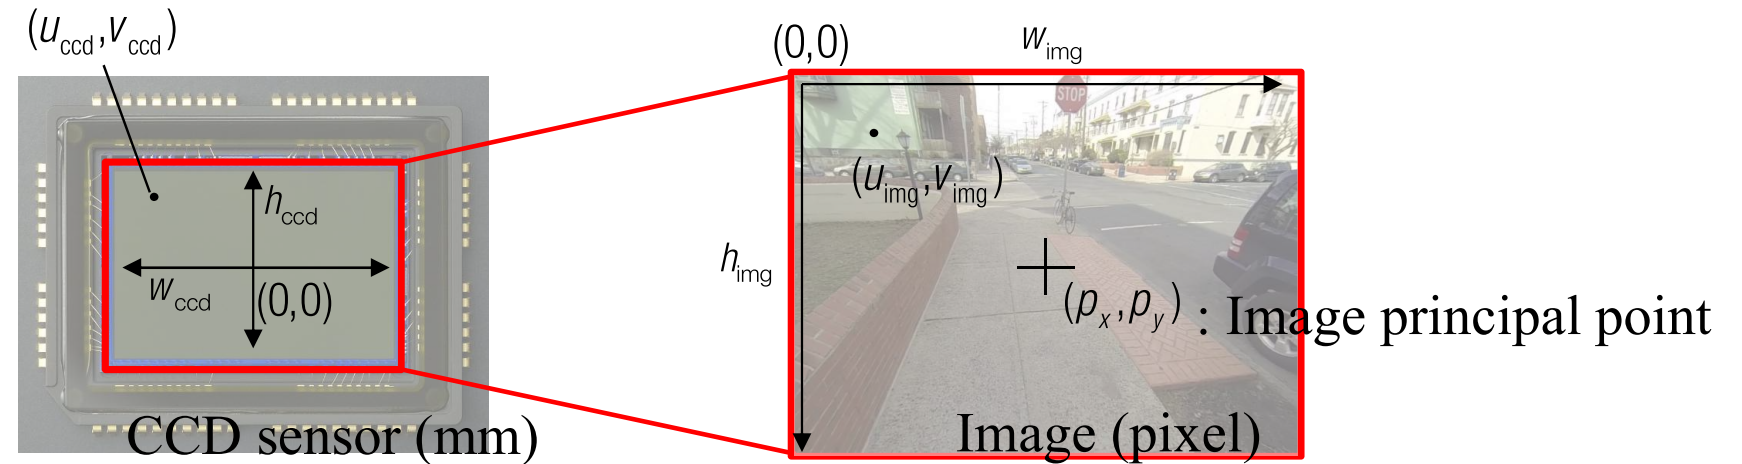 (u_ccd,v_ccd)
(0,0)
w_img
STOP
h_ccd
(u_img,v_img)
h_img
w_ccd
(0,0)
(p_x,p_y) : Image principal point
CCD sensor (mm)
Image (pixel)